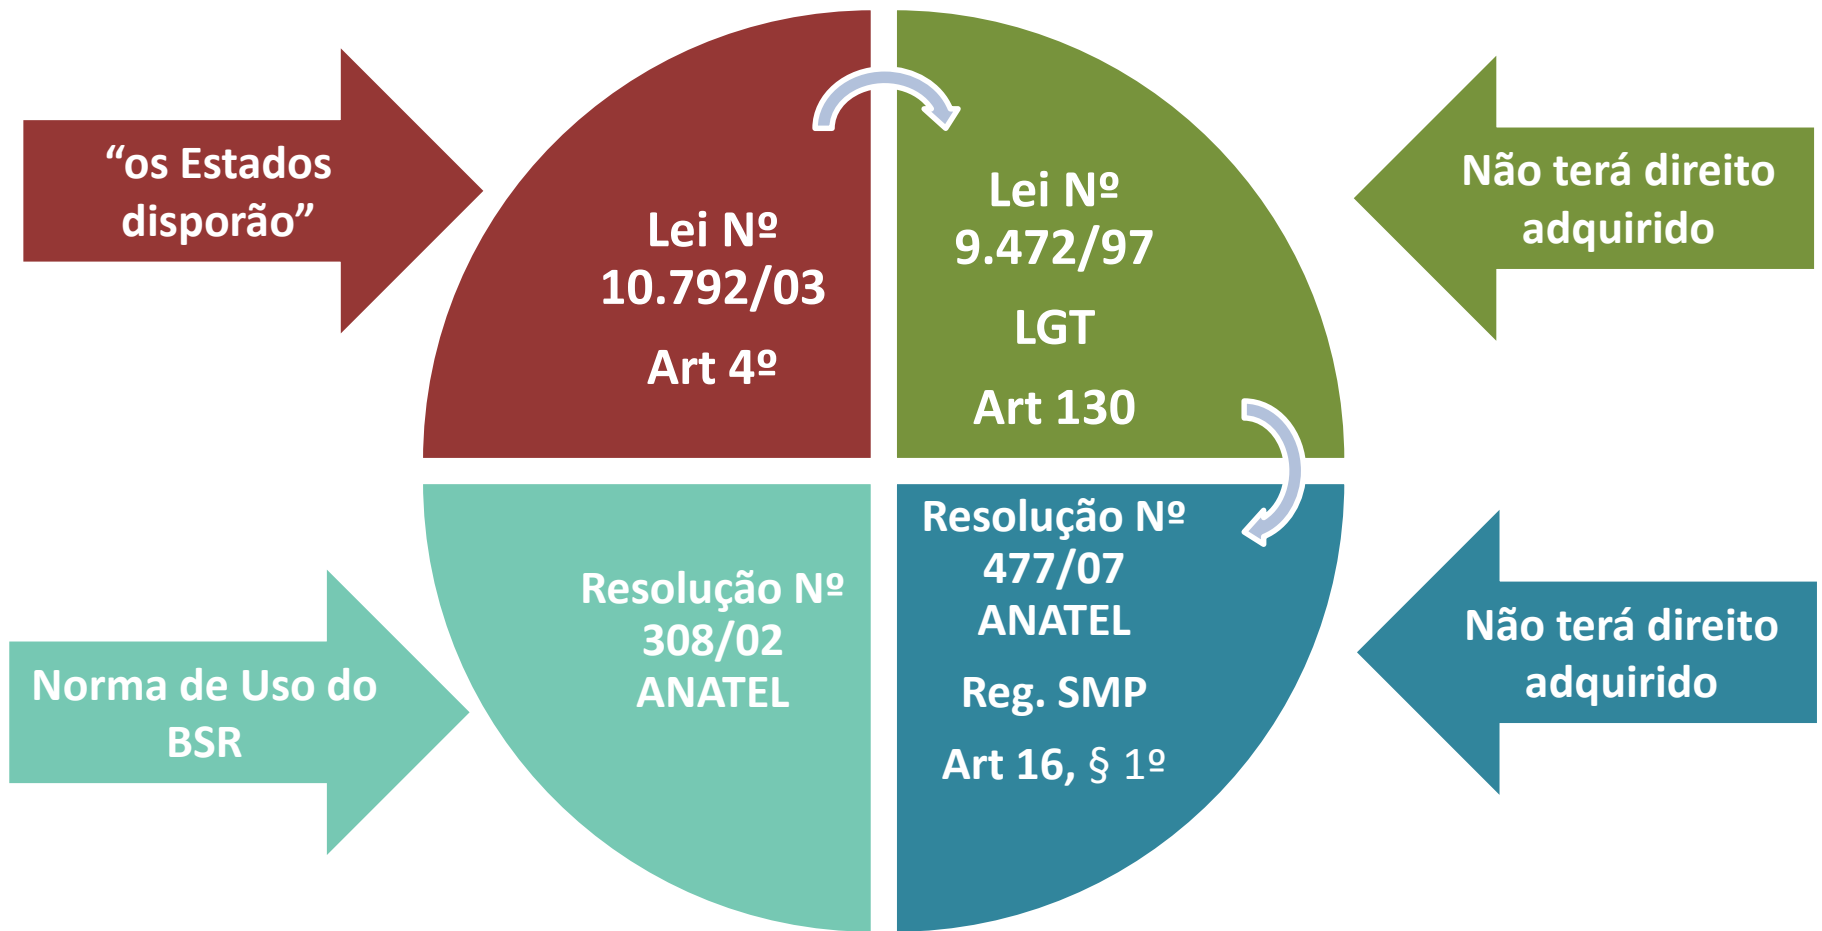 “os Estados
disporão”
Lei Nº
10.792/03
Art 4º
Lei Nº
9.472/97
LGT
Art 130
Não terá direito
adquirido
Norma de Uso do
BSR
Resolução Nº
308/02
ANATEL
Resolução Nº
477/07
ANATEL
Reg. SMP
Art 16, § 1º
Não terá direito
adquirido